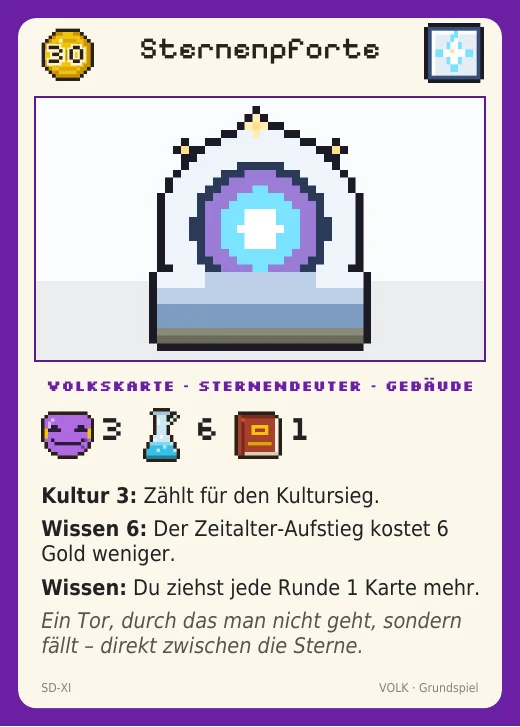 30
Sternenpforte
VOLKSKARTE · STERNENDEUTER · GEBÄUDE
3 6 1
Kultur 3: Zählt für den Kultursieg.
Wissen 6: Der Zeitalter-Aufstieg kostet 6
Gold weniger.
Wissen: Du ziehst jede Runde 1 Karte mehr.
Ein Tor, durch das man nicht geht, sondern
fällt – direkt zwischen die Sterne.
SD-XI VOLK · Grundspiel